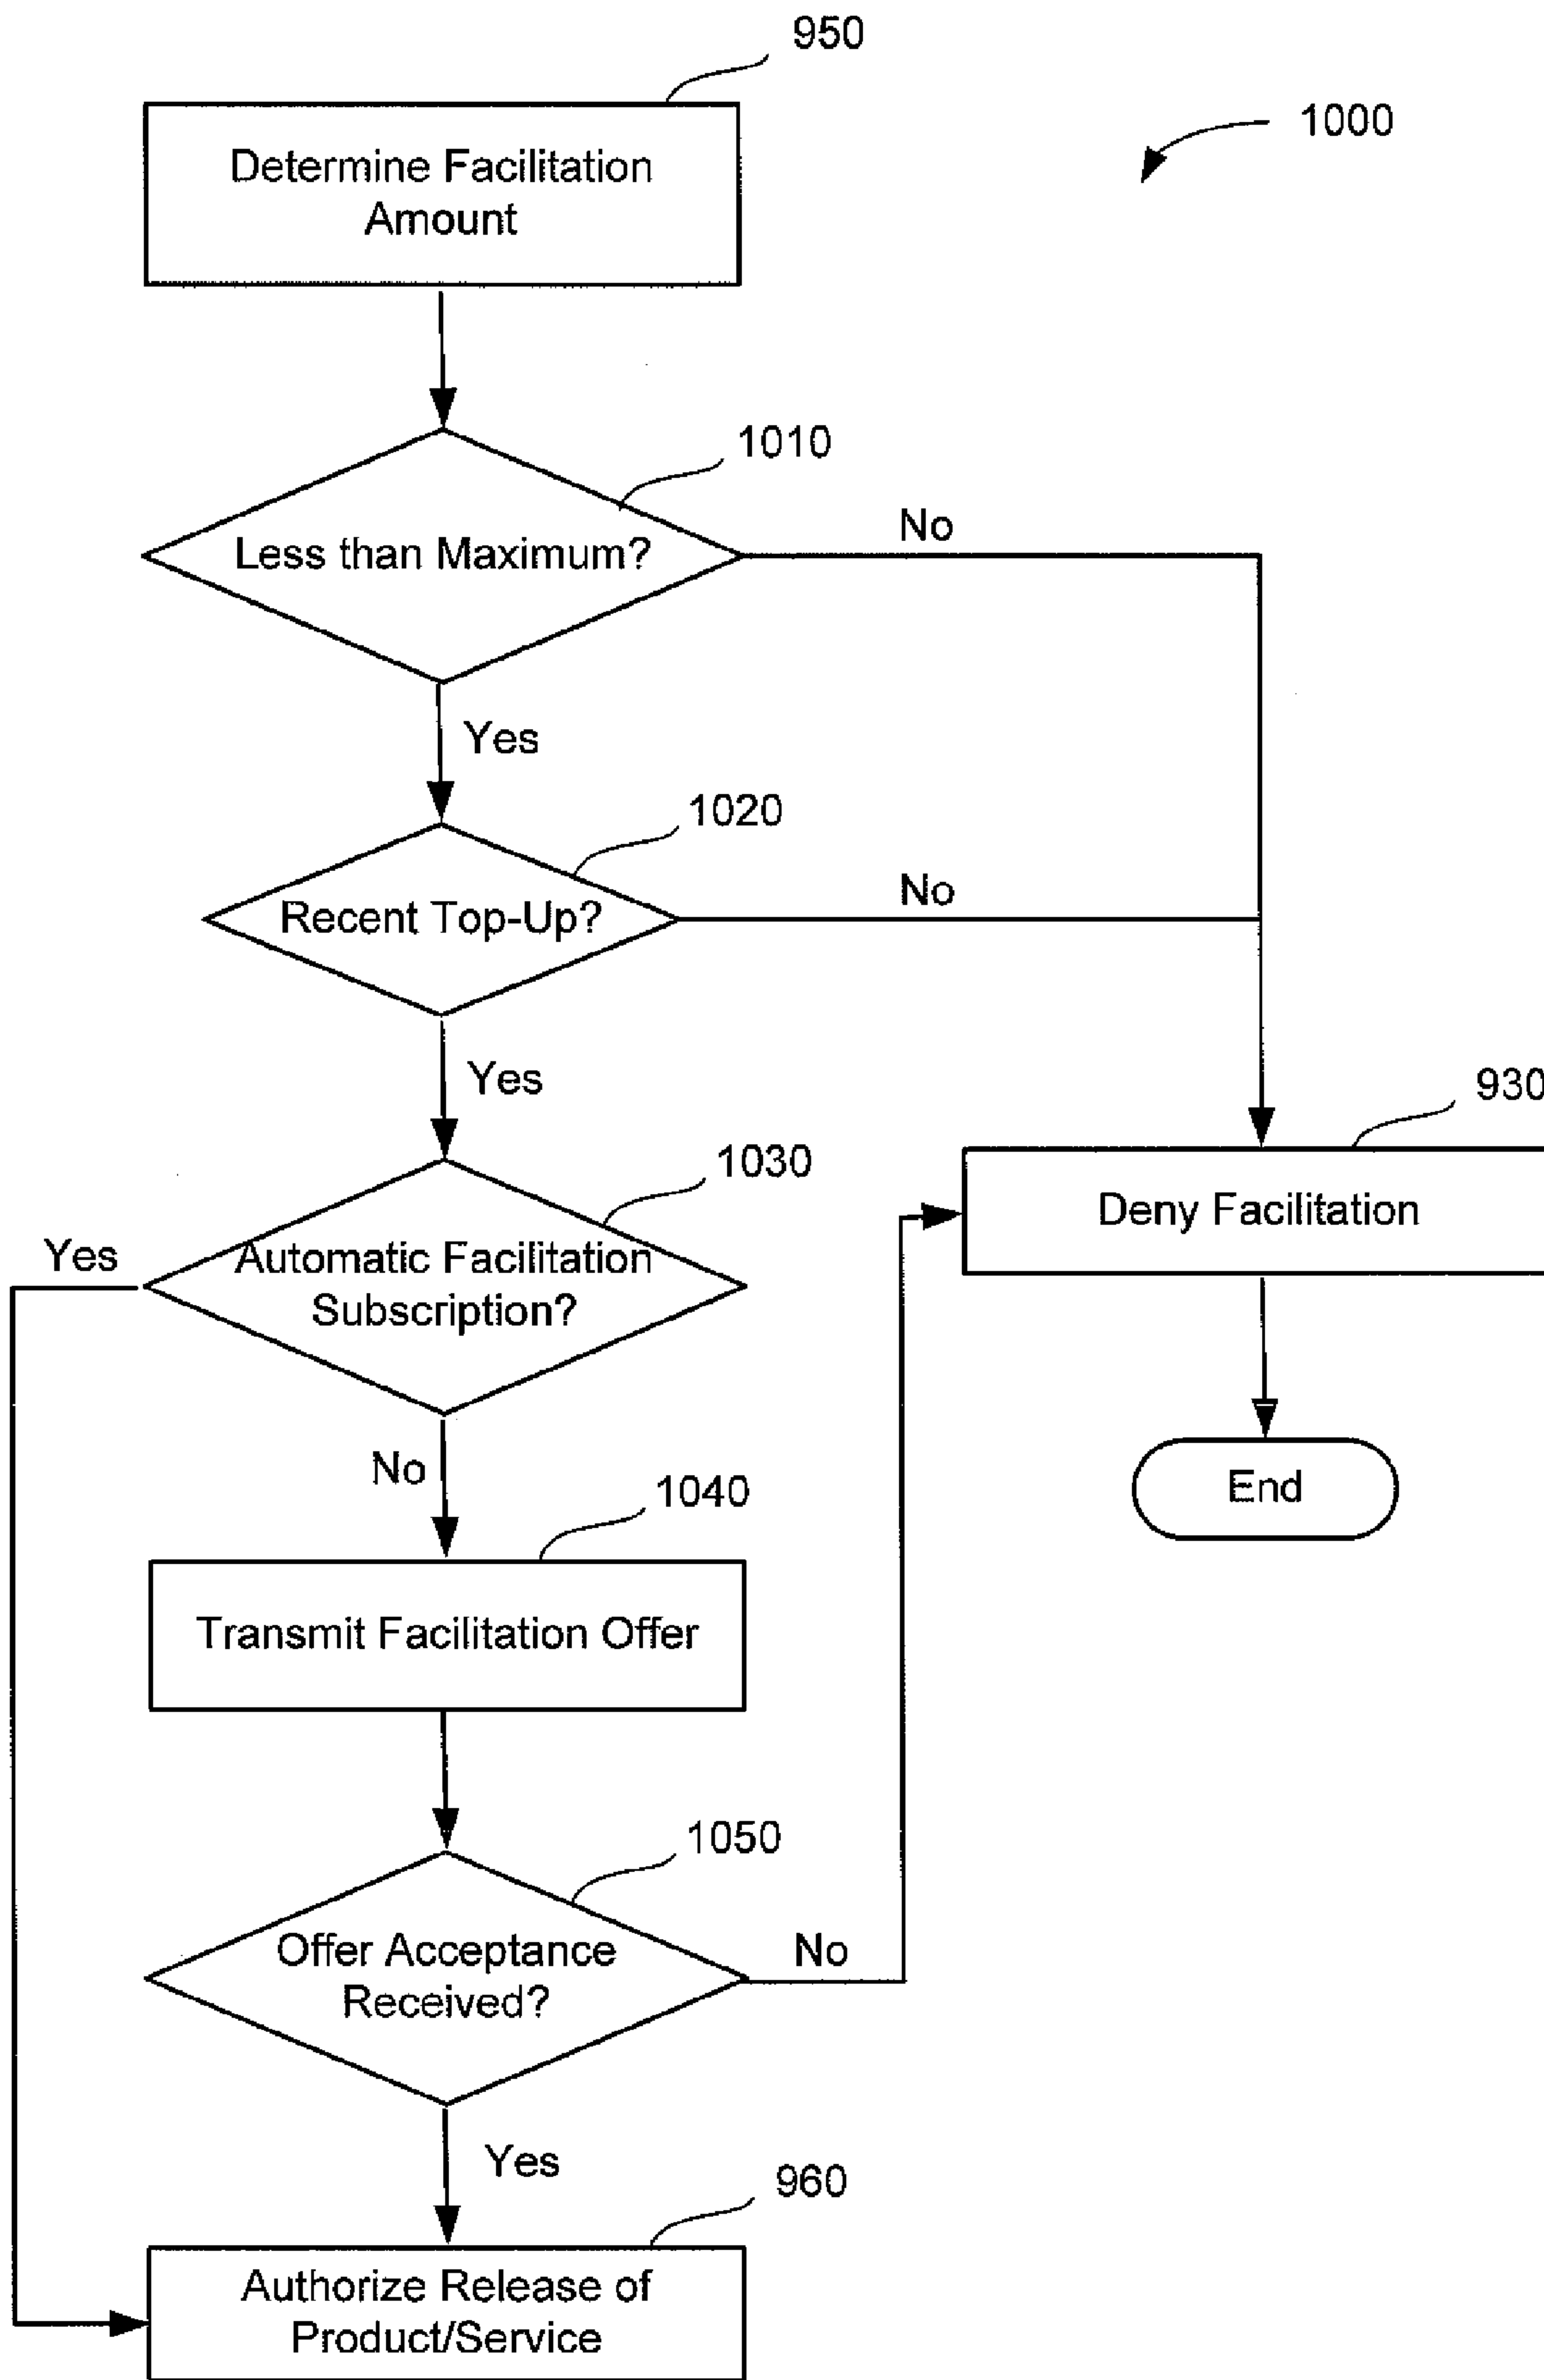 950
1000
Determine Facilitation
Amount
1010
No
Less than Maximum?
Yes
1020
No
Recent Top-Up?
Yes
930
1030
Deny Facilitation
Yes
Automatic Facilitation
Subscription?
No
1040
End
Transmit Facilitation Offer
1050
Offer Acceptance
Received?
No
Yes
960
Authorize Release of
Product/Service